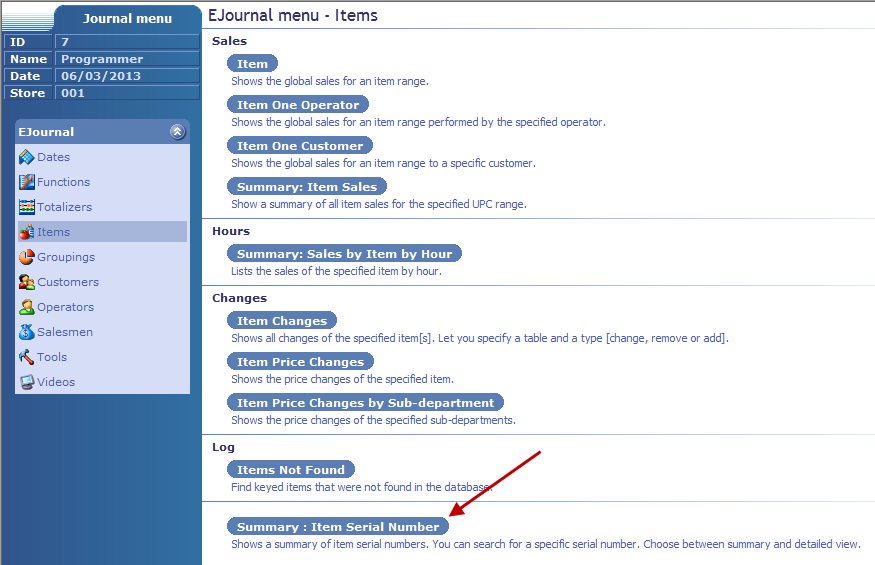 Journal menu
ID 7
Name Programmer
Date 06/03/2013
Store 001
EJournal
Dates
Functions
Totalizers
Items
Groupings
Customers
Operators
Salesmen
Tools
Videos
EJournal menu - Items
Sales
Item
Shows the global sales for an item range.
Item One Operator
Shows the global sales for an item range performed by the specified operator.
Item One Customer
Shows the global sales for an item range to a specific customer.
Summary: Item Sales
Show a summary of all item sales for the specified UPC range.
Hours
Summary: Sales by Item by Hour
Lists the sales of the specified item by hour.
Changes
Item Changes
Shows all changes of the specified item[s]. Let you specify a table and a type [change, remove or add].
Item Price Changes
Shows the price changes of the specified item.
Item Price Changes by Sub-department
Shows the price changes of the specified sub-departments.
Log
Items Not Found
Find keyed items that were not found in the database.
Summary : Item Serial Number
Shows a summary of item serial numbers. You can search for a specific serial number. Choose between summary and detailed view.